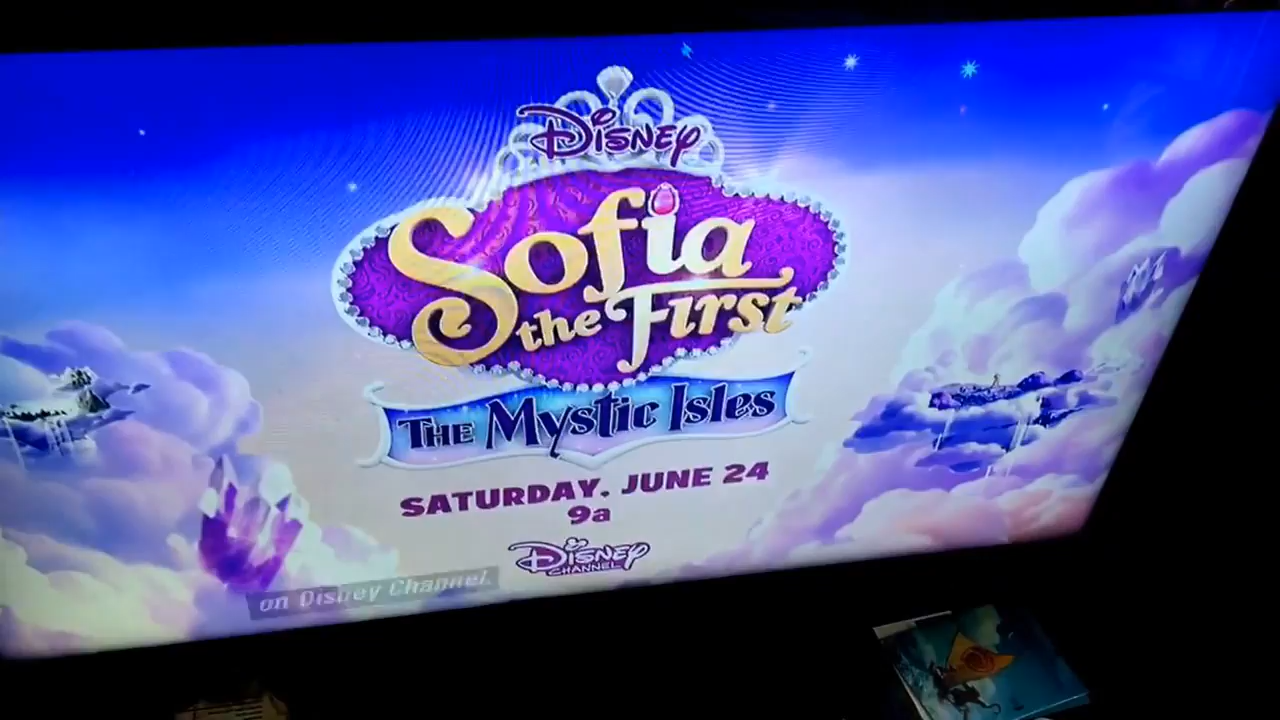 Disney
Sofia
the First
The Mystic Isles
SATURDAY, JUNE 24
9a
Disney
CHANNEL
on Disney Channel.